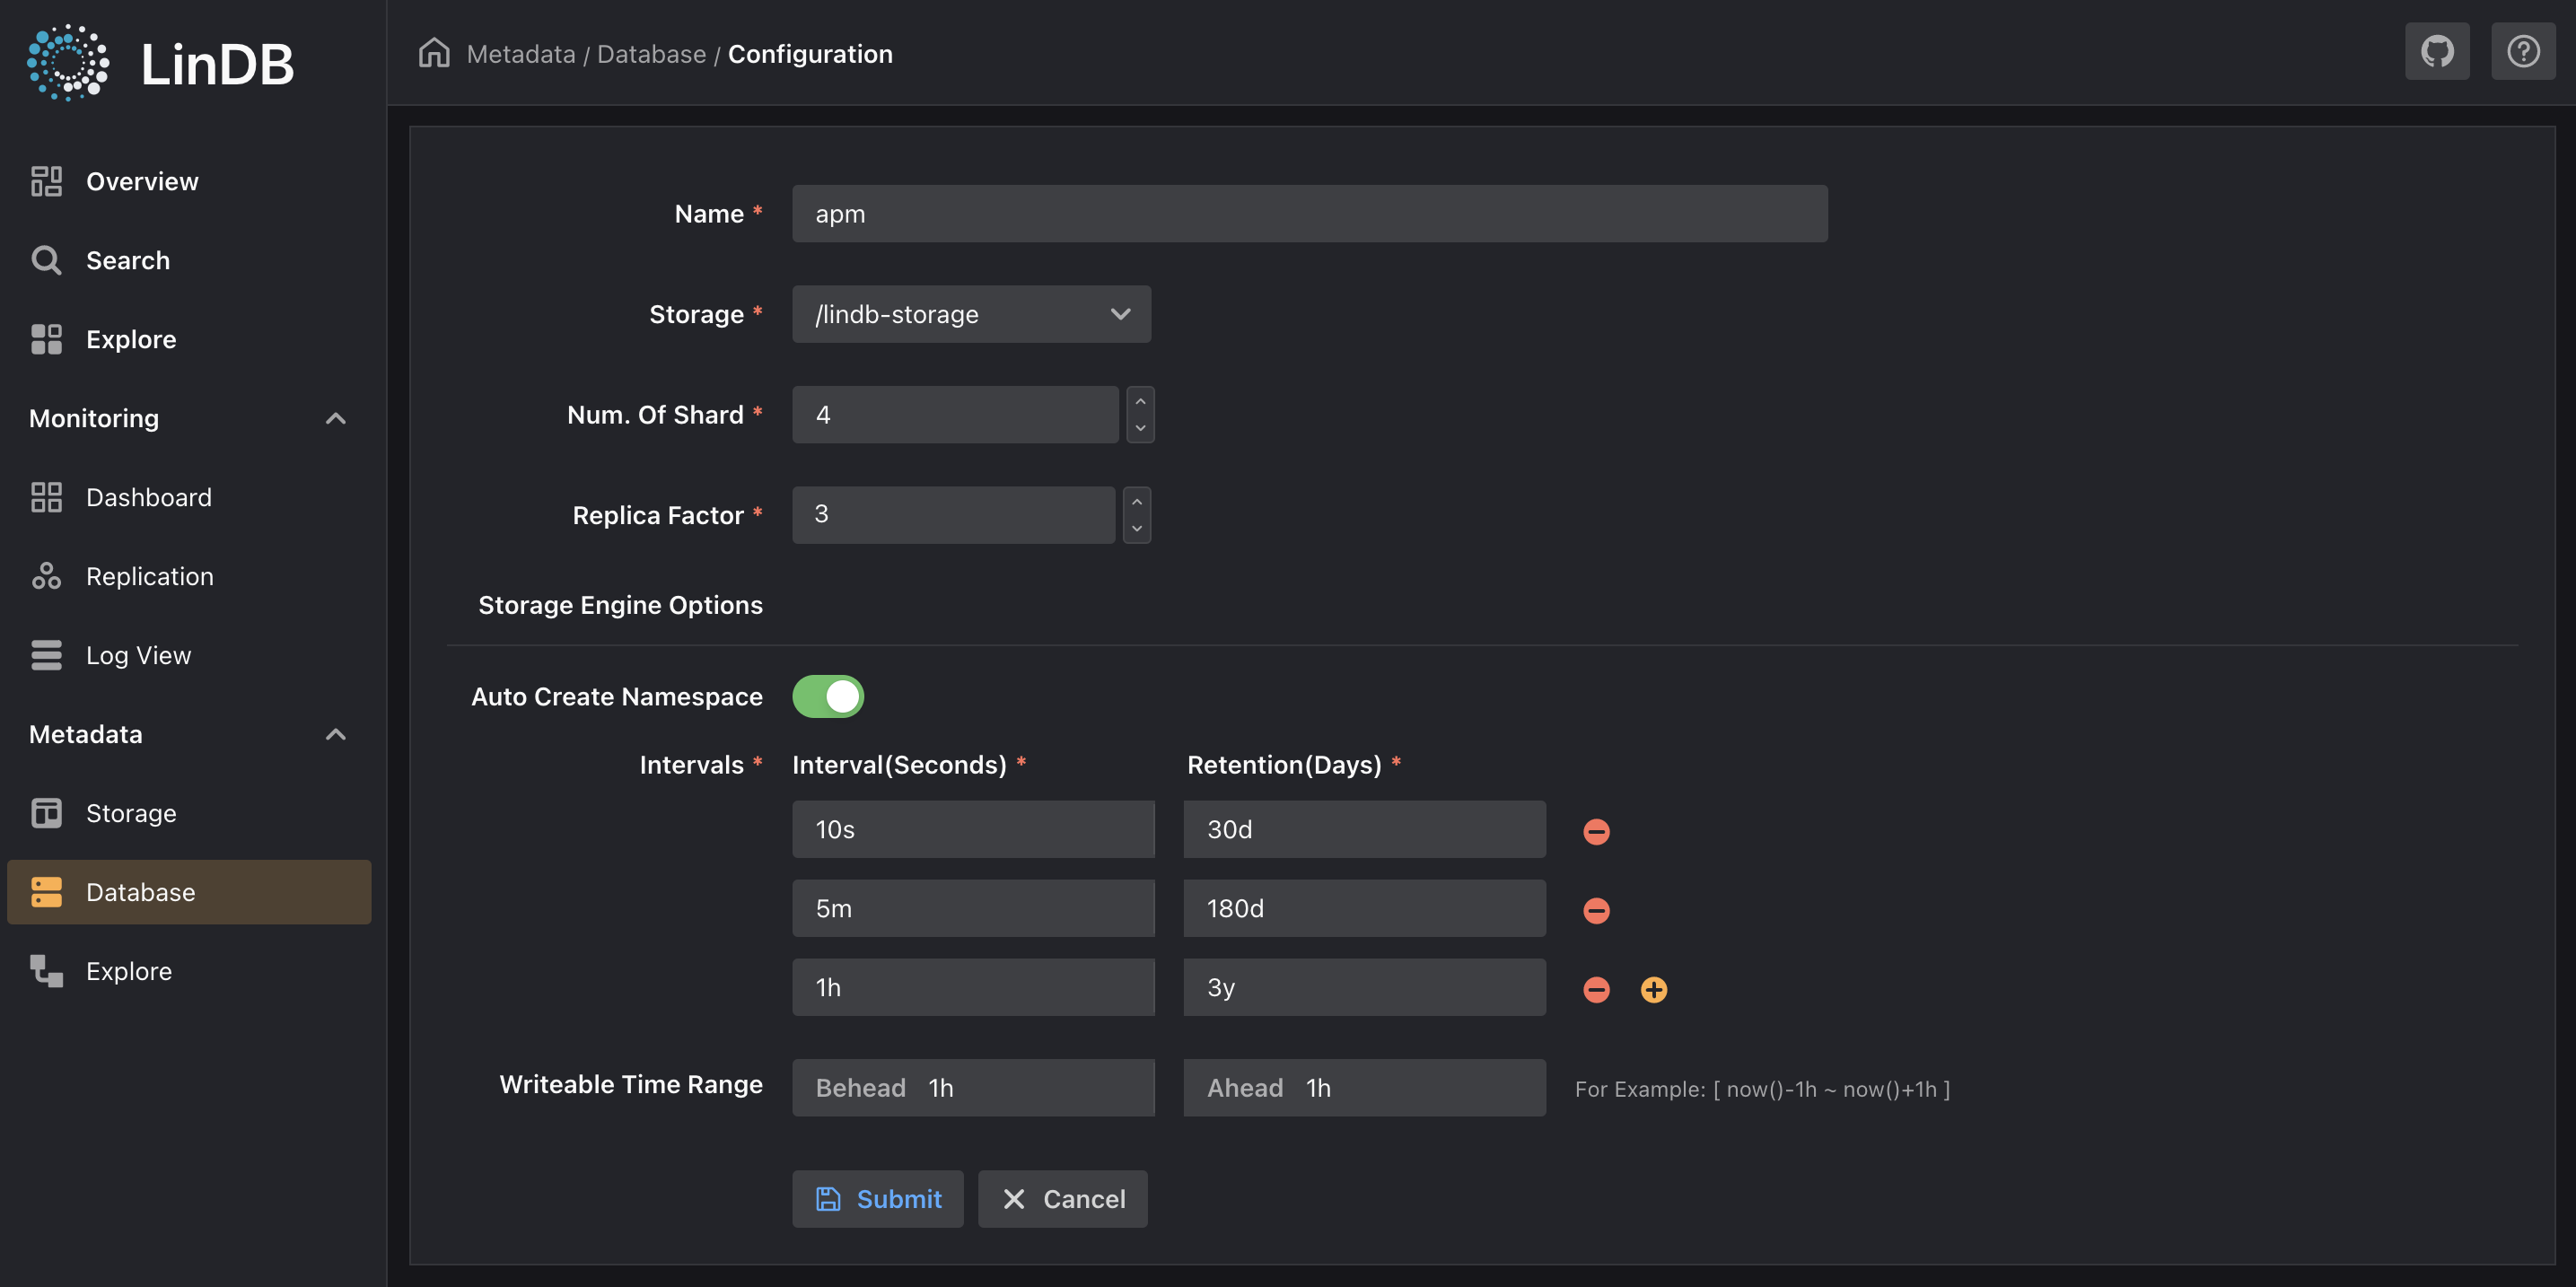 LinDB
Metadata / Database / Configuration
Overview
Search
Explore
Monitoring
Dashboard
Replication
Log View
Metadata
Storage
Database
Explore
Name * apm
Storage * /lindb-storage
Num. Of Shard * 4
Replica Factor * 3
Storage Engine Options
Auto Create Namespace
Intervals * Interval(Seconds) * Retention(Days) *
10s 30d
5m 180d
1h 3y
Writeable Time Range Behead 1h Ahead 1h For Example: [ now()-1h ~ now()+1h ]
Submit Cancel